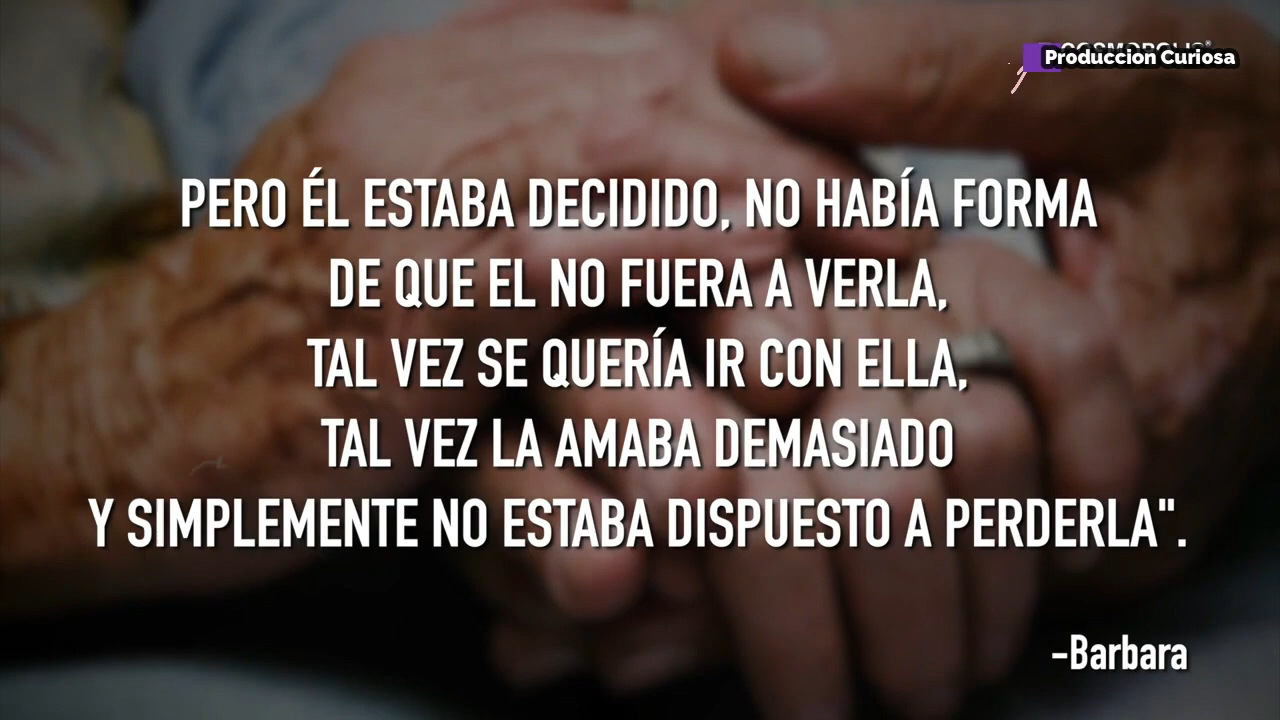 Produccion Curiosa
PERO ÉL ESTABA DECIDIDO, NO HABÍA FORMA
DE QUE EL NO FUERA A VERLA,
TAL VEZ SE QUERÍA IR CON ELLA,
TAL VEZ LA AMABA DEMASIADO
Y SIMPLEMENTE NO ESTABA DISPUESTO A PERDERLA".
-Barbara